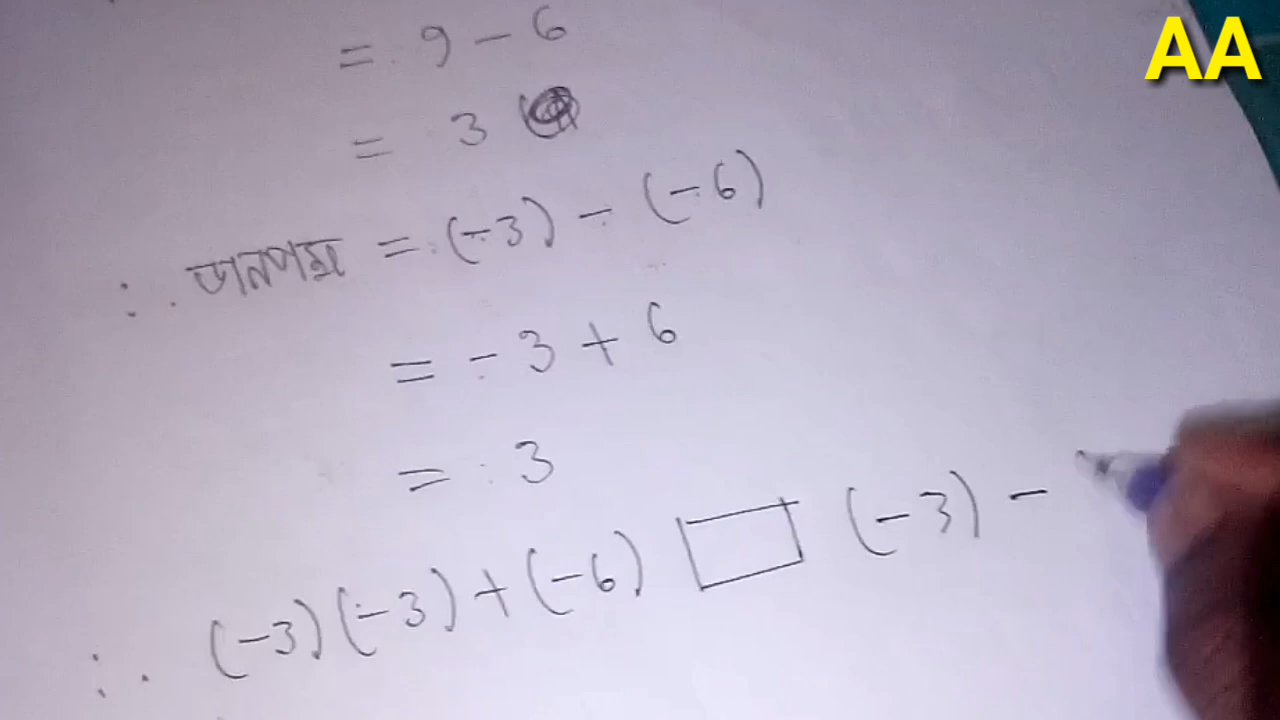 AA
= 9 - 6
= 3
∴ ডানপক্ষ = (-3) - (-6)
= -3 + 6
= 3
∴ (-3)(-3) + (-6) □ (-3) -